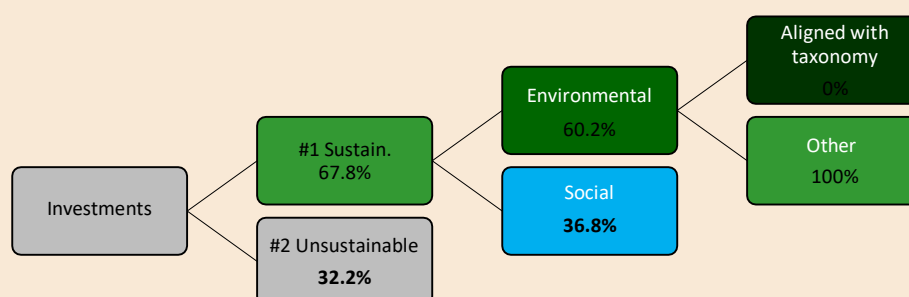 Investments
#1 Sustain.
67.8%
#2 Unsustainable
32.2%
Environmental
60.2%
Social
36.8%
Aligned with
taxonomy
0%
Other
100%